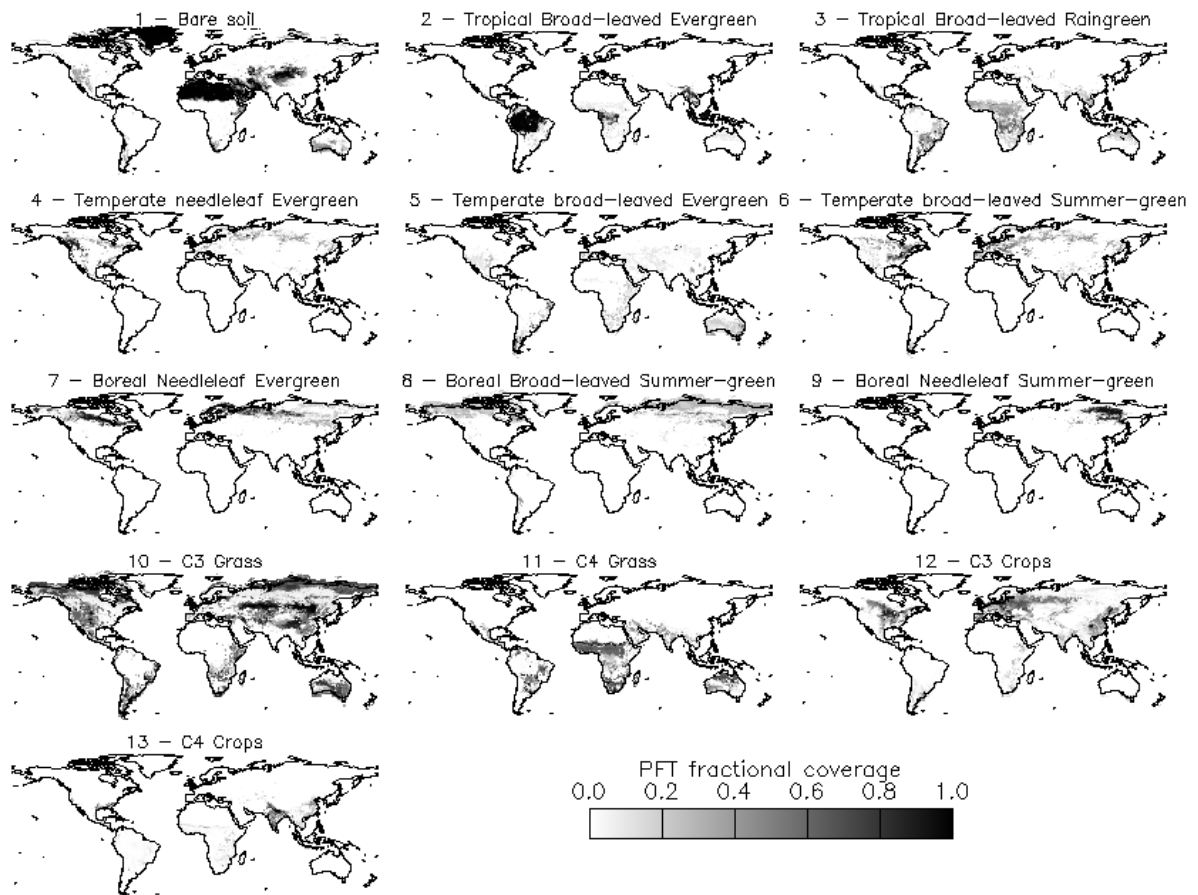 1 - Bare soil
2 - Tropical Broad-leaved Evergreen
3 - Tropical Broad-leaved Raingreen
4 - Temperate needleleaf Evergreen
5 - Temperate broad-leaved Evergreen
6 - Temperate broad-leaved Summer-green
7 - Boreal Needleleaf Evergreen
8 - Boreal Broad-leaved Summer-green
9 - Boreal Needleleaf Summer-green
10 - C3 Grass
11 - C4 Grass
12 - C3 Crops
13 - C4 Crops
PFT fractional coverage
0.0 0.2 0.4 0.6 0.8 1.0